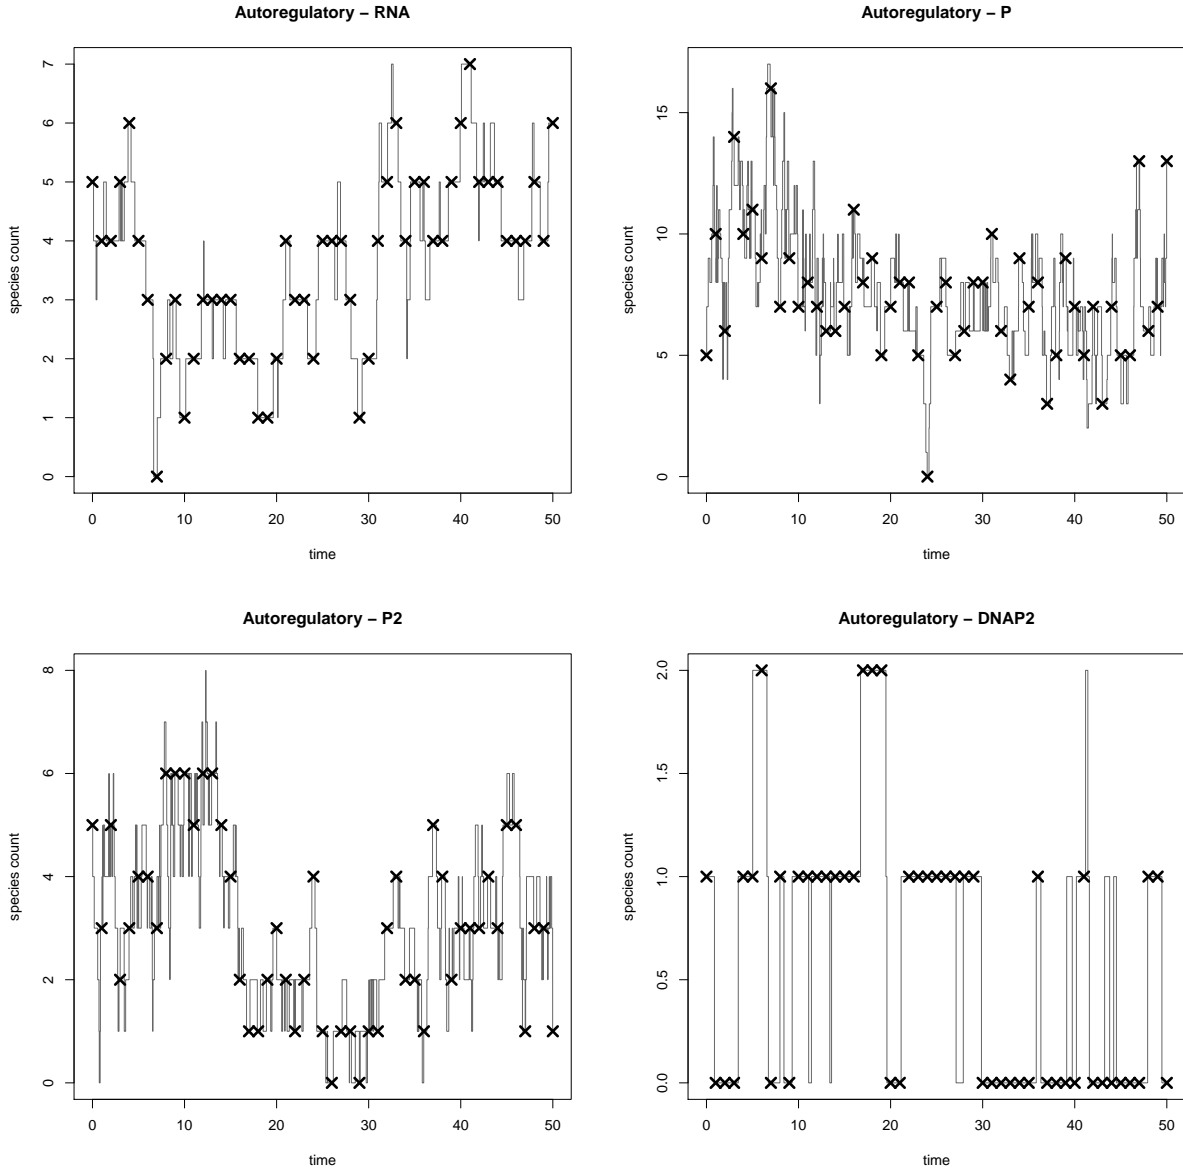 Autoregulatory − RNA
species count
7
6
5
4
3
2
1
0
0 10 20 30 40 50
time
Autoregulatory − P
species count
15
10
5
0
0 10 20 30 40 50
time
Autoregulatory − P2
species count
8
6
4
2
0
0 10 20 30 40 50
time
Autoregulatory − DNAP2
species count
2.0
1.5
1.0
0.5
0.0
0 10 20 30 40 50
time